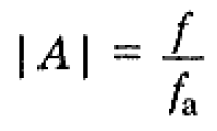 |A| = f/fₐ